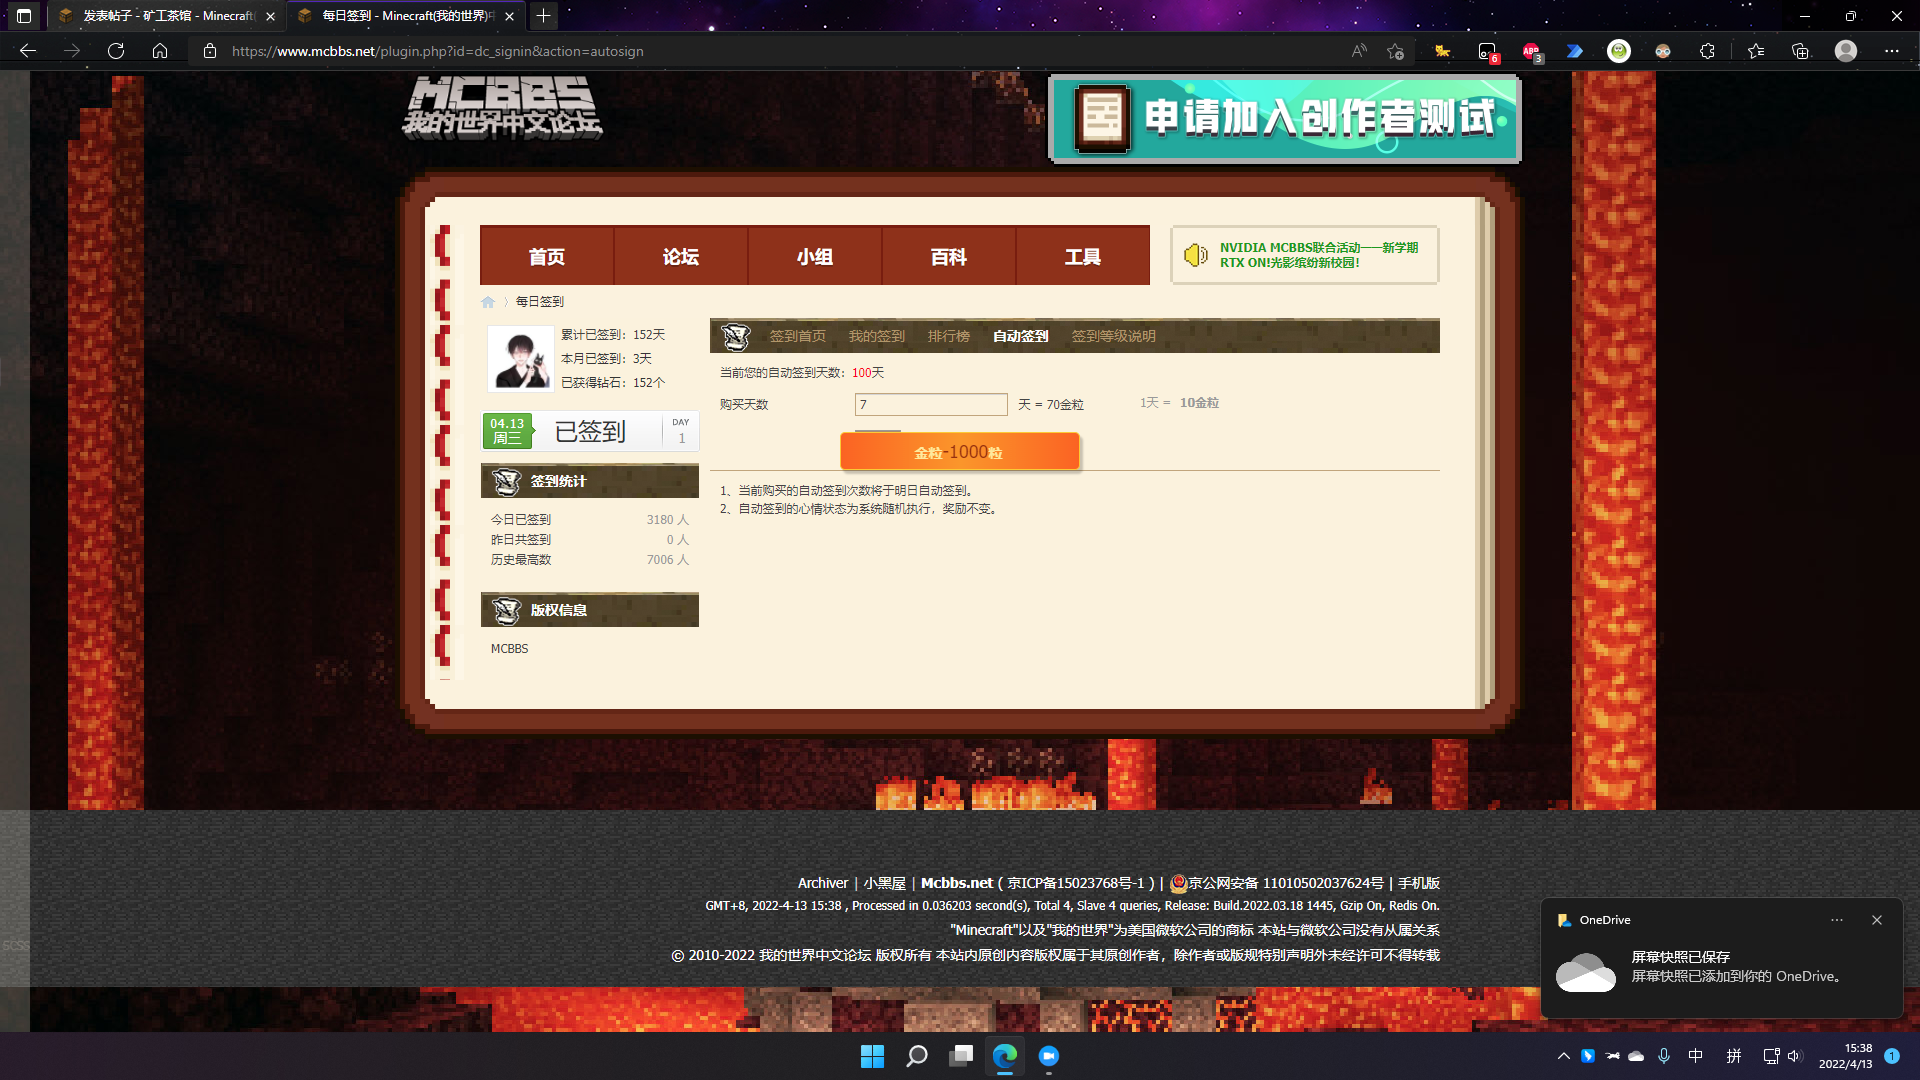 发表帖子 - 矿工茶馆 - Minecraft(
每日签到 - Minecraft(我的世界)中
https://www.mcbbs.net/plugin.php?id=dc_signin&action=autosign
6
ABP
3
MCBBS
我的世界中文论坛
申请加入创作者测试
首页
论坛
小组
百科
工具
NVIDIA MCBBS联合活动——新学期
RTX ON!光影缤纷新校园！
每日签到
累计已签到：152天
本月已签到：3天
已获得钻石：152个
签到首页
我的签到
排行榜
自动签到
签到等级说明
当前您的自动签到天数：100天
购买天数
7
天 = 70金粒
1天 = 10金粒
04.13
周三
已签到
DAY
1
金粒-1000粒
签到统计
1、当前购买的自动签到次数将于明日自动签到。
2、自动签到的心情状态为系统随机执行，奖励不变。
今日已签到 3180 人
昨日共签到 0 人
历史最高数 7006 人
版权信息
MCBBS
Archiver | 小黑屋 | Mcbbs.net ( 京ICP备15023768号-1 ) | 京公网安备 11010502037624号 | 手机版
GMT+8, 2022-4-13 15:38 , Processed in 0.036203 second(s), Total 4, Slave 4 queries, Release: Build.2022.03.18 1445, Gzip On, Redis On.
"Minecraft"以及"我的世界"为美国微软公司的商标 本站与微软公司没有从属关系
© 2010-2022 我的世界中文论坛 版权所有 本站内原创内容版权属于其原创作者，除作者或版规特别声明外未经许可不得转载
OneDrive
屏幕快照已保存
屏幕快照已添加到你的 OneDrive。
中
拼
15:38
2022/4/13
1